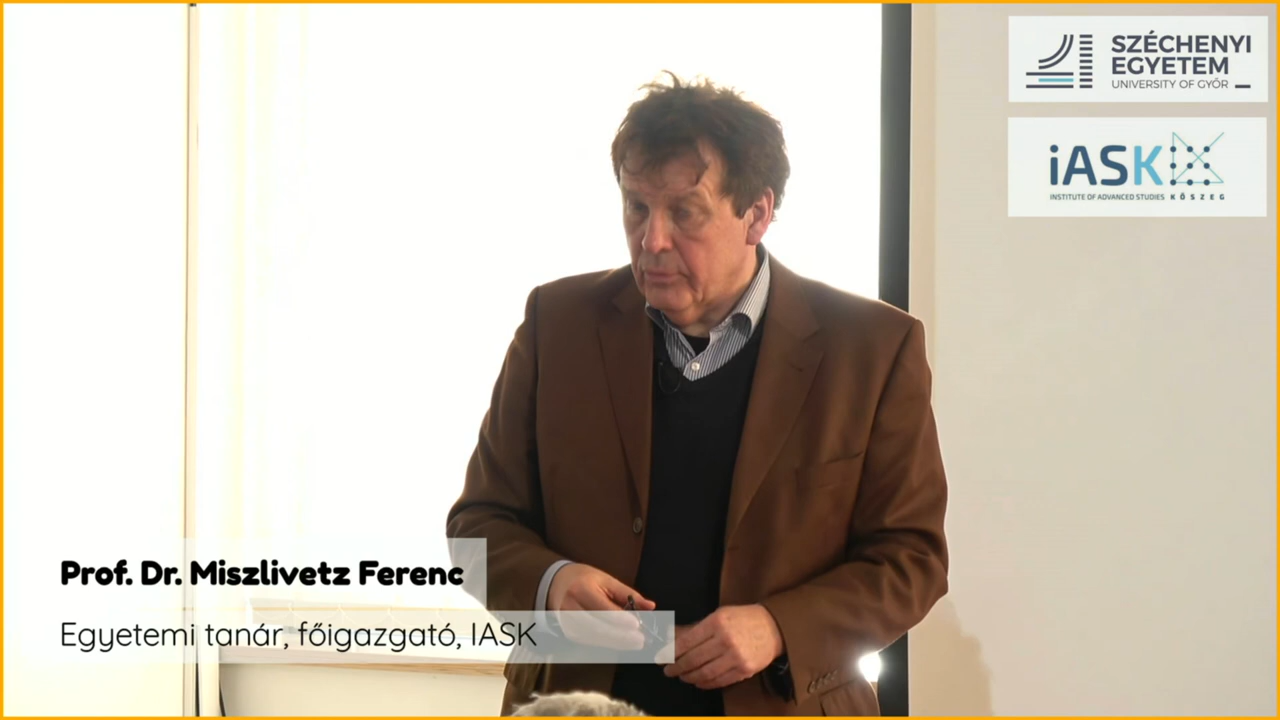 SZÉCHENYI
EGYETEM
UNIVERSITY OF GYŐR
iASK
INSTITUTE OF ADVANCED STUDIES KŐSZEG
Prof. Dr. Miszlivetz Ferenc
Egyetemi tanár, főigazgató, IASK